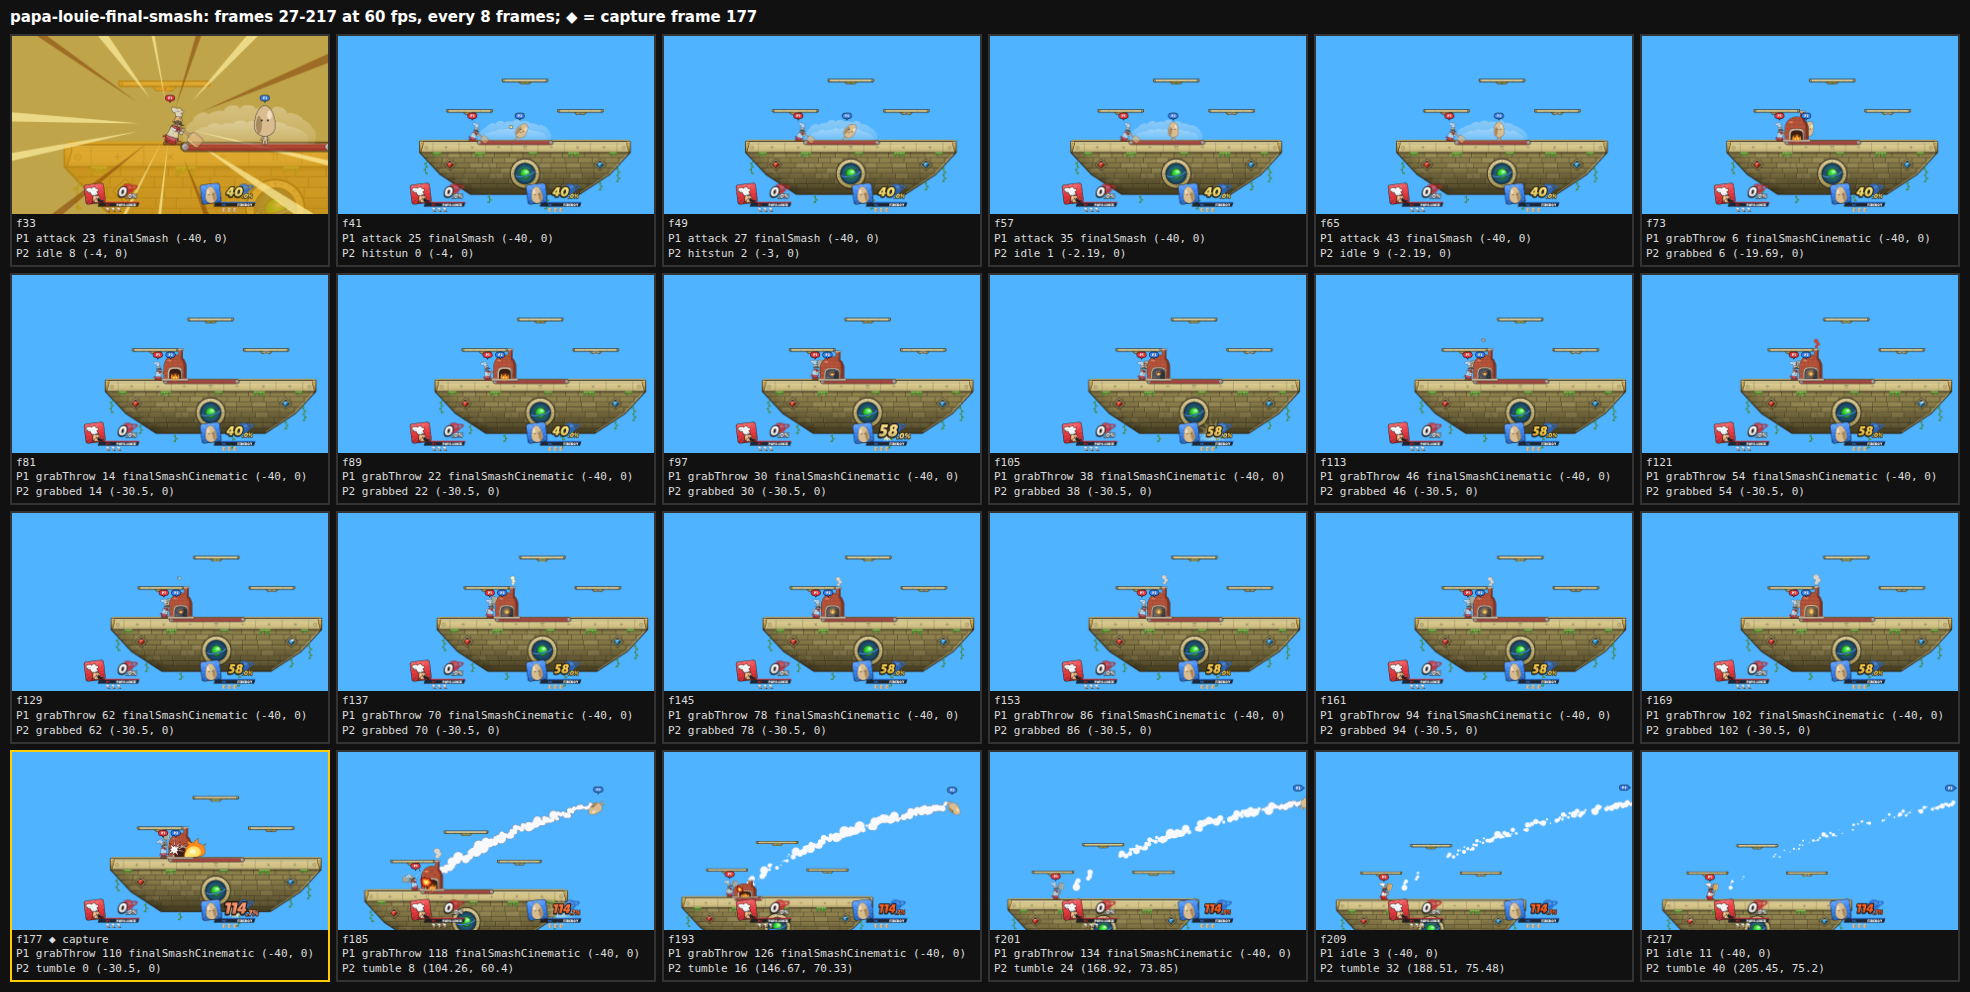 papa-louie-final-smash: frames 27-217 at 60 fps, every 8 frames; ◆ = capture frame 177
f33
P1 attack 23 finalSmash (-40, 0)
P2 idle 8 (-4, 0)
f41
P1 attack 25 finalSmash (-40, 0)
P2 hitstun 0 (-4, 0)
f49
P1 attack 27 finalSmash (-40, 0)
P2 hitstun 2 (-3, 0)
f57
P1 attack 35 finalSmash (-40, 0)
P2 idle 1 (-2.19, 0)
f65
P1 attack 43 finalSmash (-40, 0)
P2 idle 9 (-2.19, 0)
f73
P1 grabThrow 6 finalSmashCinematic (-40, 0)
P2 grabbed 6 (-19.69, 0)
f81
P1 grabThrow 14 finalSmashCinematic (-40, 0)
P2 grabbed 14 (-30.5, 0)
f89
P1 grabThrow 22 finalSmashCinematic (-40, 0)
P2 grabbed 22 (-30.5, 0)
f97
P1 grabThrow 30 finalSmashCinematic (-40, 0)
P2 grabbed 30 (-30.5, 0)
f105
P1 grabThrow 38 finalSmashCinematic (-40, 0)
P2 grabbed 38 (-30.5, 0)
f113
P1 grabThrow 46 finalSmashCinematic (-40, 0)
P2 grabbed 46 (-30.5, 0)
f121
P1 grabThrow 54 finalSmashCinematic (-40, 0)
P2 grabbed 54 (-30.5, 0)
f129
P1 grabThrow 62 finalSmashCinematic (-40, 0)
P2 grabbed 62 (-30.5, 0)
f137
P1 grabThrow 70 finalSmashCinematic (-40, 0)
P2 grabbed 70 (-30.5, 0)
f145
P1 grabThrow 78 finalSmashCinematic (-40, 0)
P2 grabbed 78 (-30.5, 0)
f153
P1 grabThrow 86 finalSmashCinematic (-40, 0)
P2 grabbed 86 (-30.5, 0)
f161
P1 grabThrow 94 finalSmashCinematic (-40, 0)
P2 grabbed 94 (-30.5, 0)
f169
P1 grabThrow 102 finalSmashCinematic (-40, 0)
P2 grabbed 102 (-30.5, 0)
f177 ◆ capture
P1 grabThrow 110 finalSmashCinematic (-40, 0)
P2 tumble 0 (-30.5, 0)
f185
P1 grabThrow 118 finalSmashCinematic (-40, 0)
P2 tumble 8 (104.26, 60.4)
f193
P1 grabThrow 126 finalSmashCinematic (-40, 0)
P2 tumble 16 (146.67, 70.33)
f201
P1 grabThrow 134 finalSmashCinematic (-40, 0)
P2 tumble 24 (168.92, 73.85)
f209
P1 idle 3 (-40, 0)
P2 tumble 32 (188.51, 75.48)
f217
P1 idle 11 (-40, 0)
P2 tumble 40 (205.45, 75.2)